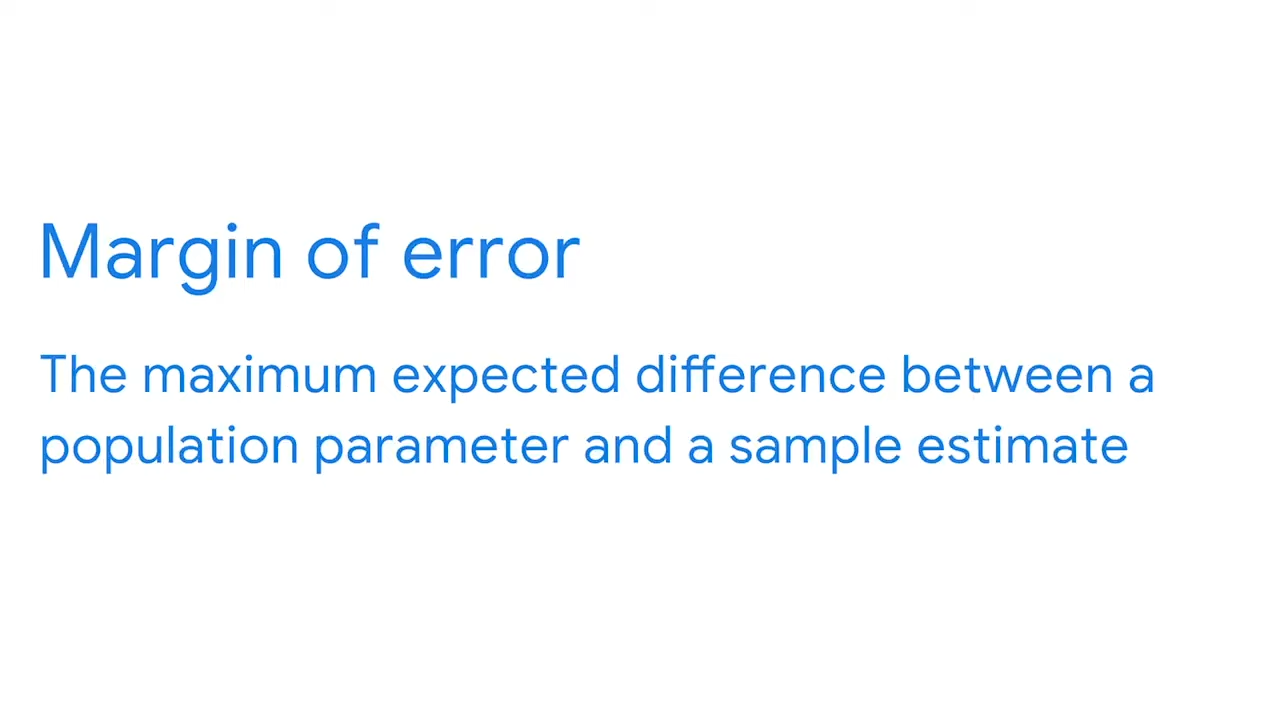 Margin of error
The maximum expected difference between a
population parameter and a sample estimate